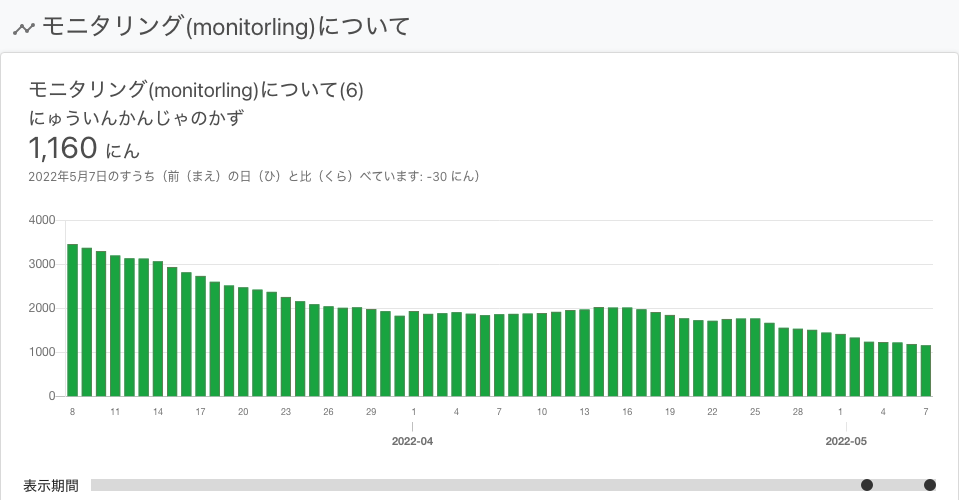 モニタリング(monitorling)について
モニタリング(monitorling)について(6)
にゅういんかんじゃのかず
1,160 にん
2022年5月7日のすうち（前（まえ）の日（ひ）と比（くら）べています: -30 にん）
4000
3000
2000
1000
0
8 11 14 17 20 23 26 29 1 4 7 10 13 16 19 22 25 28 1 4 7
2022-04 2022-05
表示期間